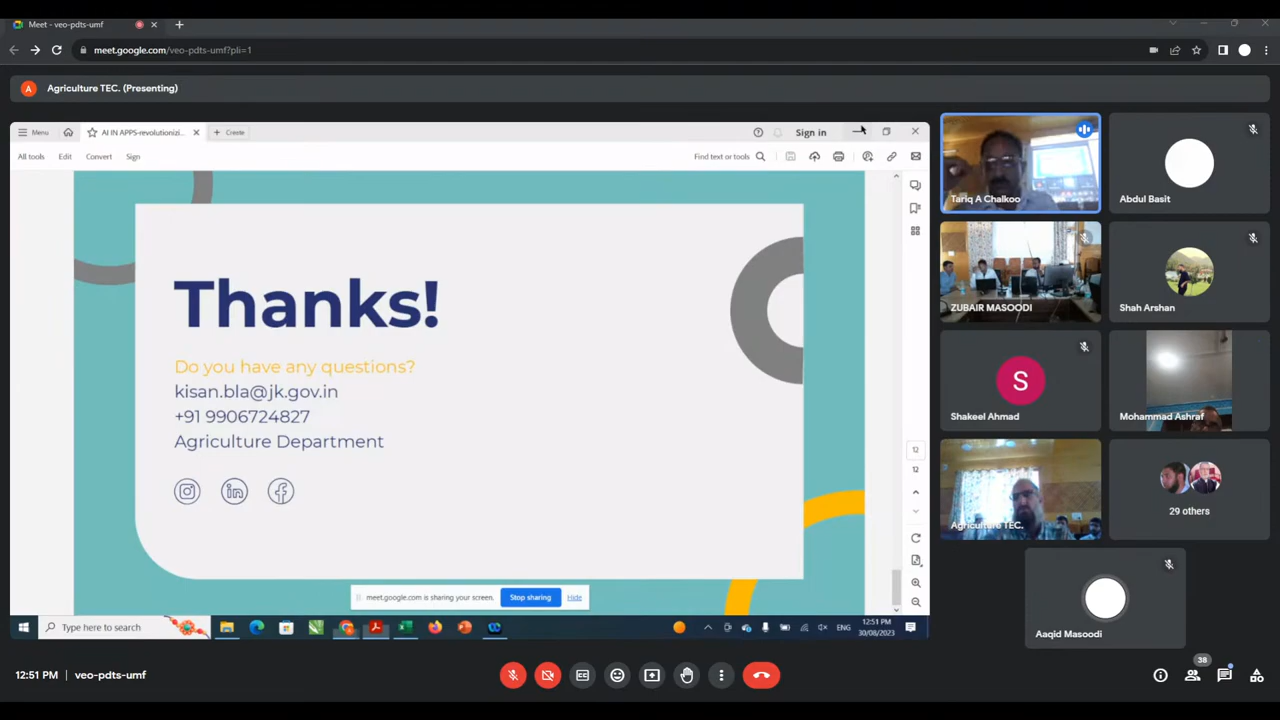 Meet - veo-pdts-umf
meet.google.com/veo-pdts-umf?pli=1
A
Agriculture TEC. (Presenting)
Menu
AI IN APPS-revolutionizi...
Create
Sign in
All tools
Edit
Convert
Sign
Find text or tools
Thanks!
Do you have any questions?
kisan.bla@jk.gov.in
+91 9906724827
Agriculture Department
12
12
meet.google.com is sharing your screen.
Stop sharing
Hide
Type here to search
ENG
12:51 PM
30/08/2023
Tariq A Chalkoo
Abdul Basit
ZUBAIR MASOODI
Shah Arshan
S
Shakeel Ahmad
Mohammad Ashraf
Agriculture TEC.
29 others
Aaqid Masoodi
12:51 PM
veo-pdts-umf
38